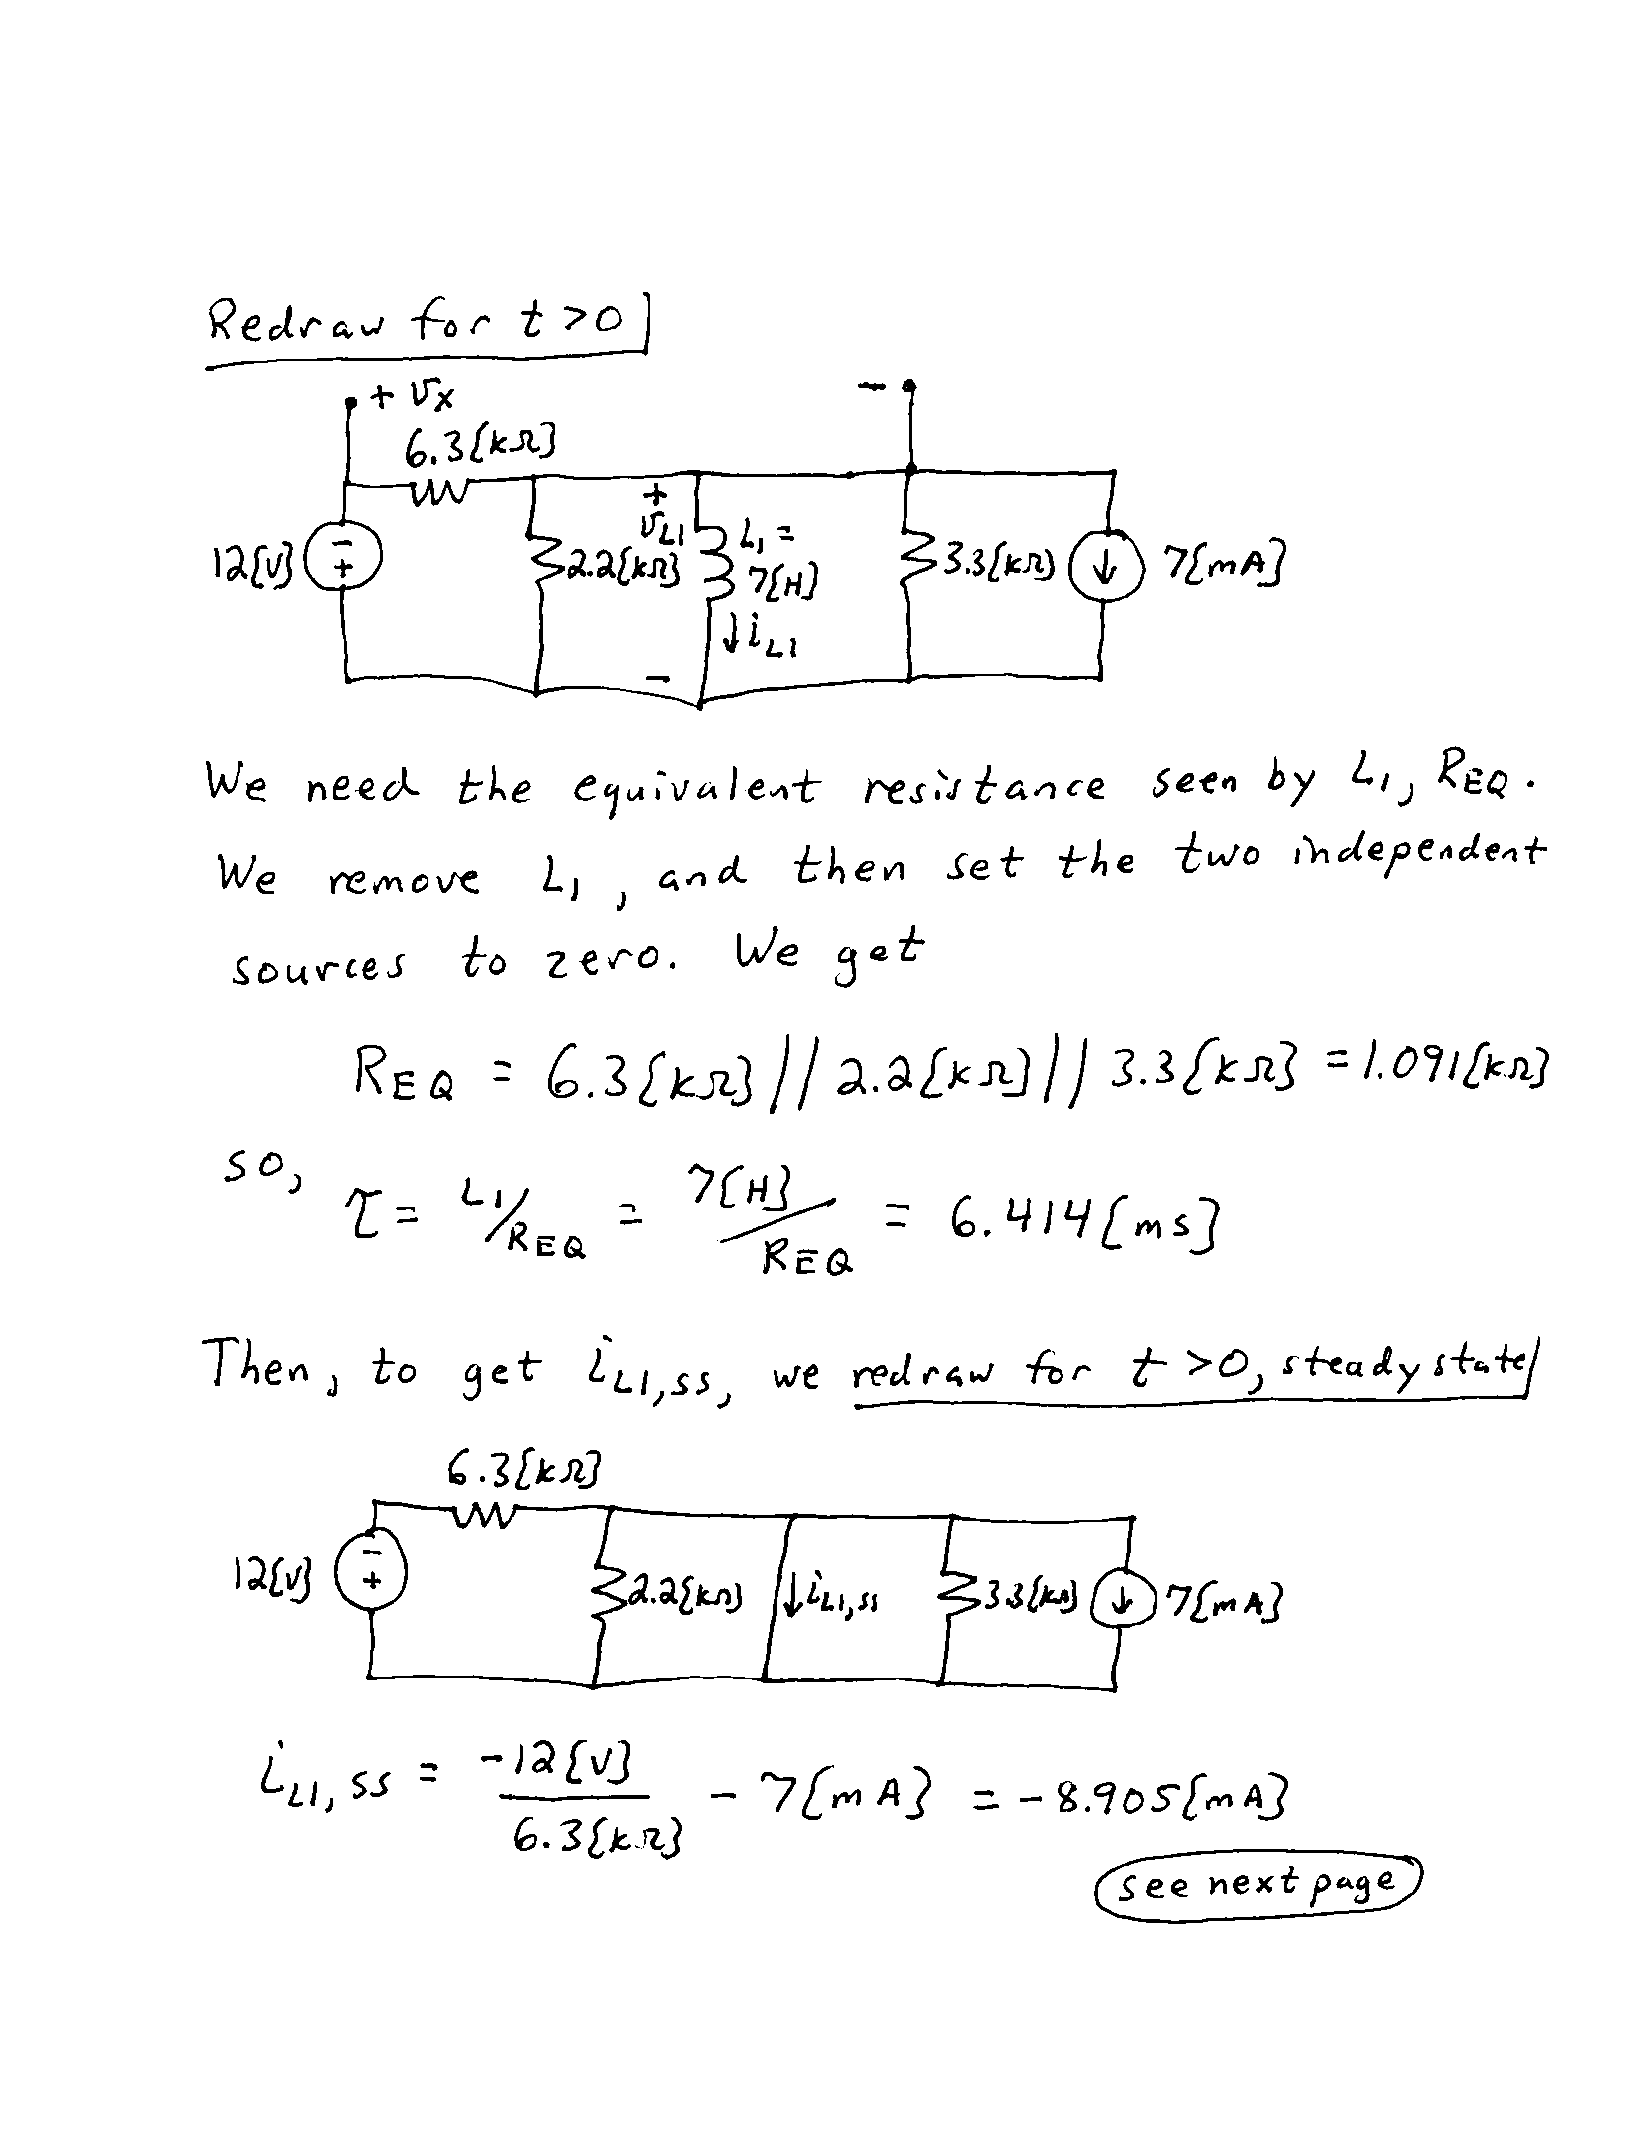 Redraw for t>0
+ vX -
6.3[kΩ]
12[V] - + 2.2[kΩ] + vL1 - L1 = 7[H] 3.3[kΩ] 7[mA]
iL1
We need the equivalent resistance seen by L1, REQ.
We remove L1, and then set the two independent
sources to zero. We get
REQ = 6.3[kΩ] // 2.2[kΩ] // 3.3[kΩ] = 1.091[kΩ]
so,
τ = L1/REQ = 7[H]/REQ = 6.414[ms]
Then, to get iL1,ss, we redraw for t>0, steady state
6.3[kΩ]
12[V] - + 2.2[kΩ] iL1,ss 3.3[kΩ] 7[mA]
iL1,ss = -12[V]/6.3[kΩ] - 7[mA] = -8.905[mA]
see next page